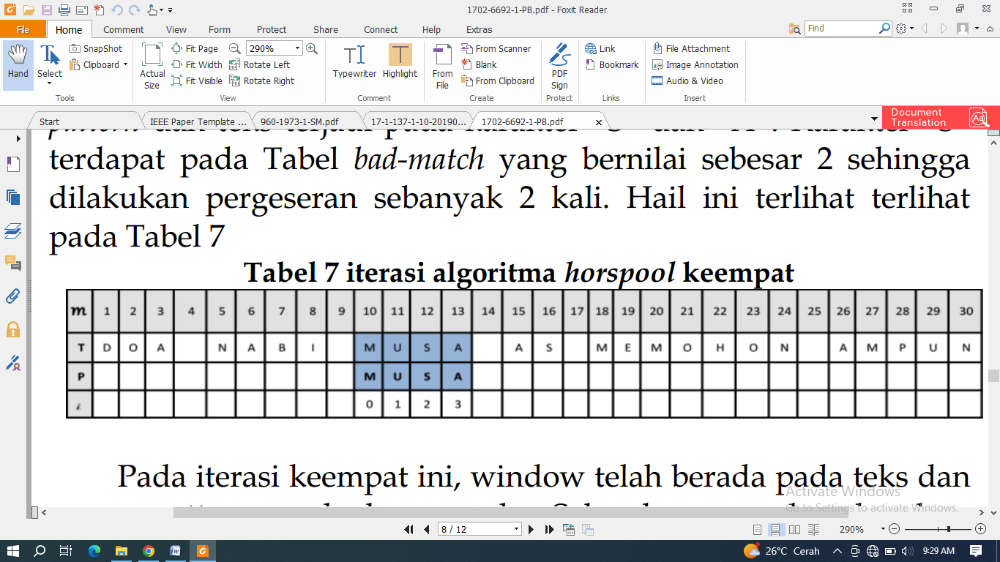 1702-6692-1-PB.pdf - Foxit Reader
File Home Comment View Form Protect Share Connect Help Extras
Find
Hand
Select
SnapShot
Clipboard
Tools
Actual Size
Fit Page
Fit Width
Fit Visible
290%
Rotate Left
Rotate Right
View
Typewriter
Highlight
Comment
From File
From Scanner
Blank
From Clipboard
Create
PDF Sign
Protect
Link
Bookmark
Links
File Attachment
Image Annotation
Audio & Video
Insert
Start
IEEE Paper Template ...
960-1973-1-SM.pdf
17-1-137-1-10-20190...
1702-6692-1-PB.pdf
Document Translation
terdapat pada Tabel bad-match yang bernilai sebesar 2 sehingga
dilakukan pergeseran sebanyak 2 kali. Hail ini terlihat terlihat
pada Tabel 7
Tabel 7 iterasi algoritma horspool keempat
m 1 2 3 4 5 6 7 8 9 10 11 12 13 14 15 16 17 18 19 20 21 22 23 24 25 26 27 28 29 30
T D O A N A B I M U S A A S M E M O H O N A M P U N
P M U S A
i 0 1 2 3
Pada iterasi keempat ini, window telah berada pada teks dan
Activate Windows
Go to Settings to activate Windows.
8 / 12
290%
26°C Cerah
9:29 AM